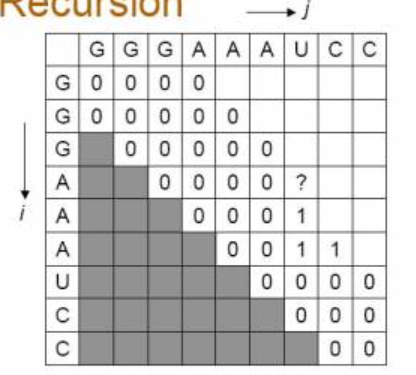 Recursion
j
G G G A A A U C C
G 0 0 0 0
G 0 0 0 0 0
G 0 0 0 0 0
A 0 0 0 0 ?
i
A 0 0 0 1
A 0 0 1 1
U 0 0 0 0
C 0 0 0
C 0 0